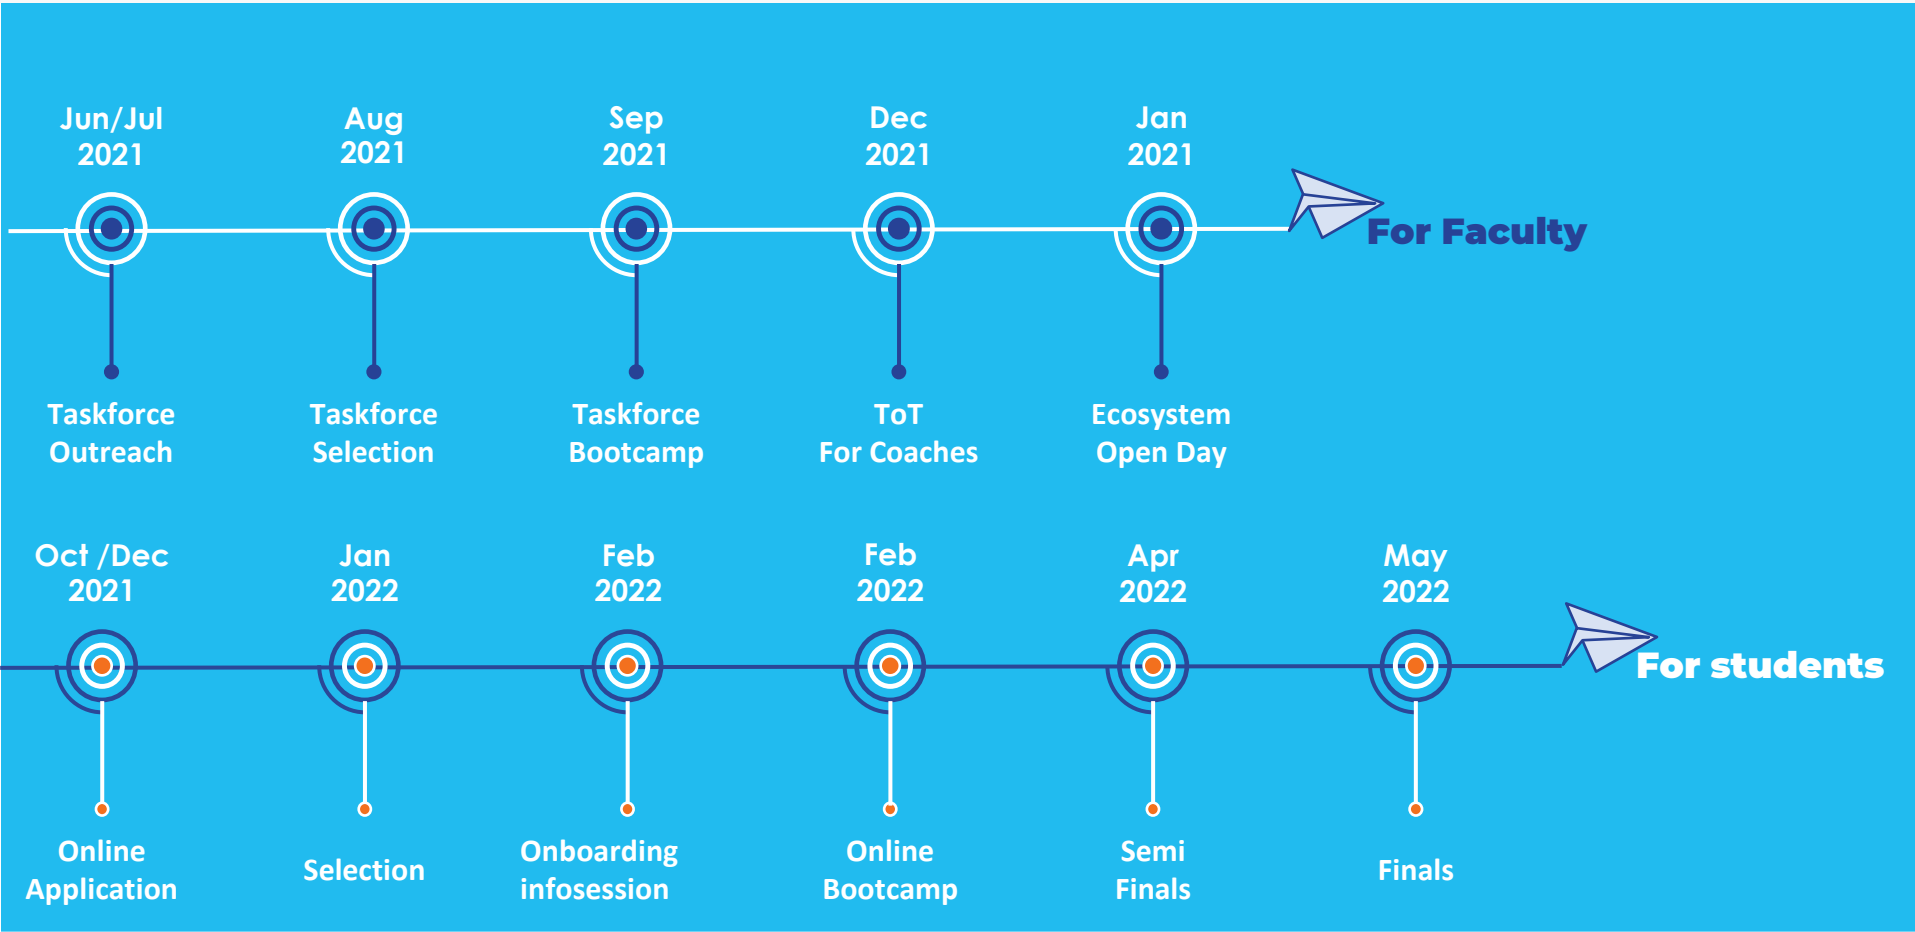 Jun/Jul
2021
Aug
2021
Sep
2021
Dec
2021
Jan
2021
For Faculty
Taskforce
Outreach
Taskforce
Selection
Taskforce
Bootcamp
ToT
For Coaches
Ecosystem
Open Day
Oct /Dec
2021
Jan
2022
Feb
2022
Feb
2022
Apr
2022
May
2022
For students
Online
Application
Selection
Onboarding
infosession
Online
Bootcamp
Semi
Finals
Finals